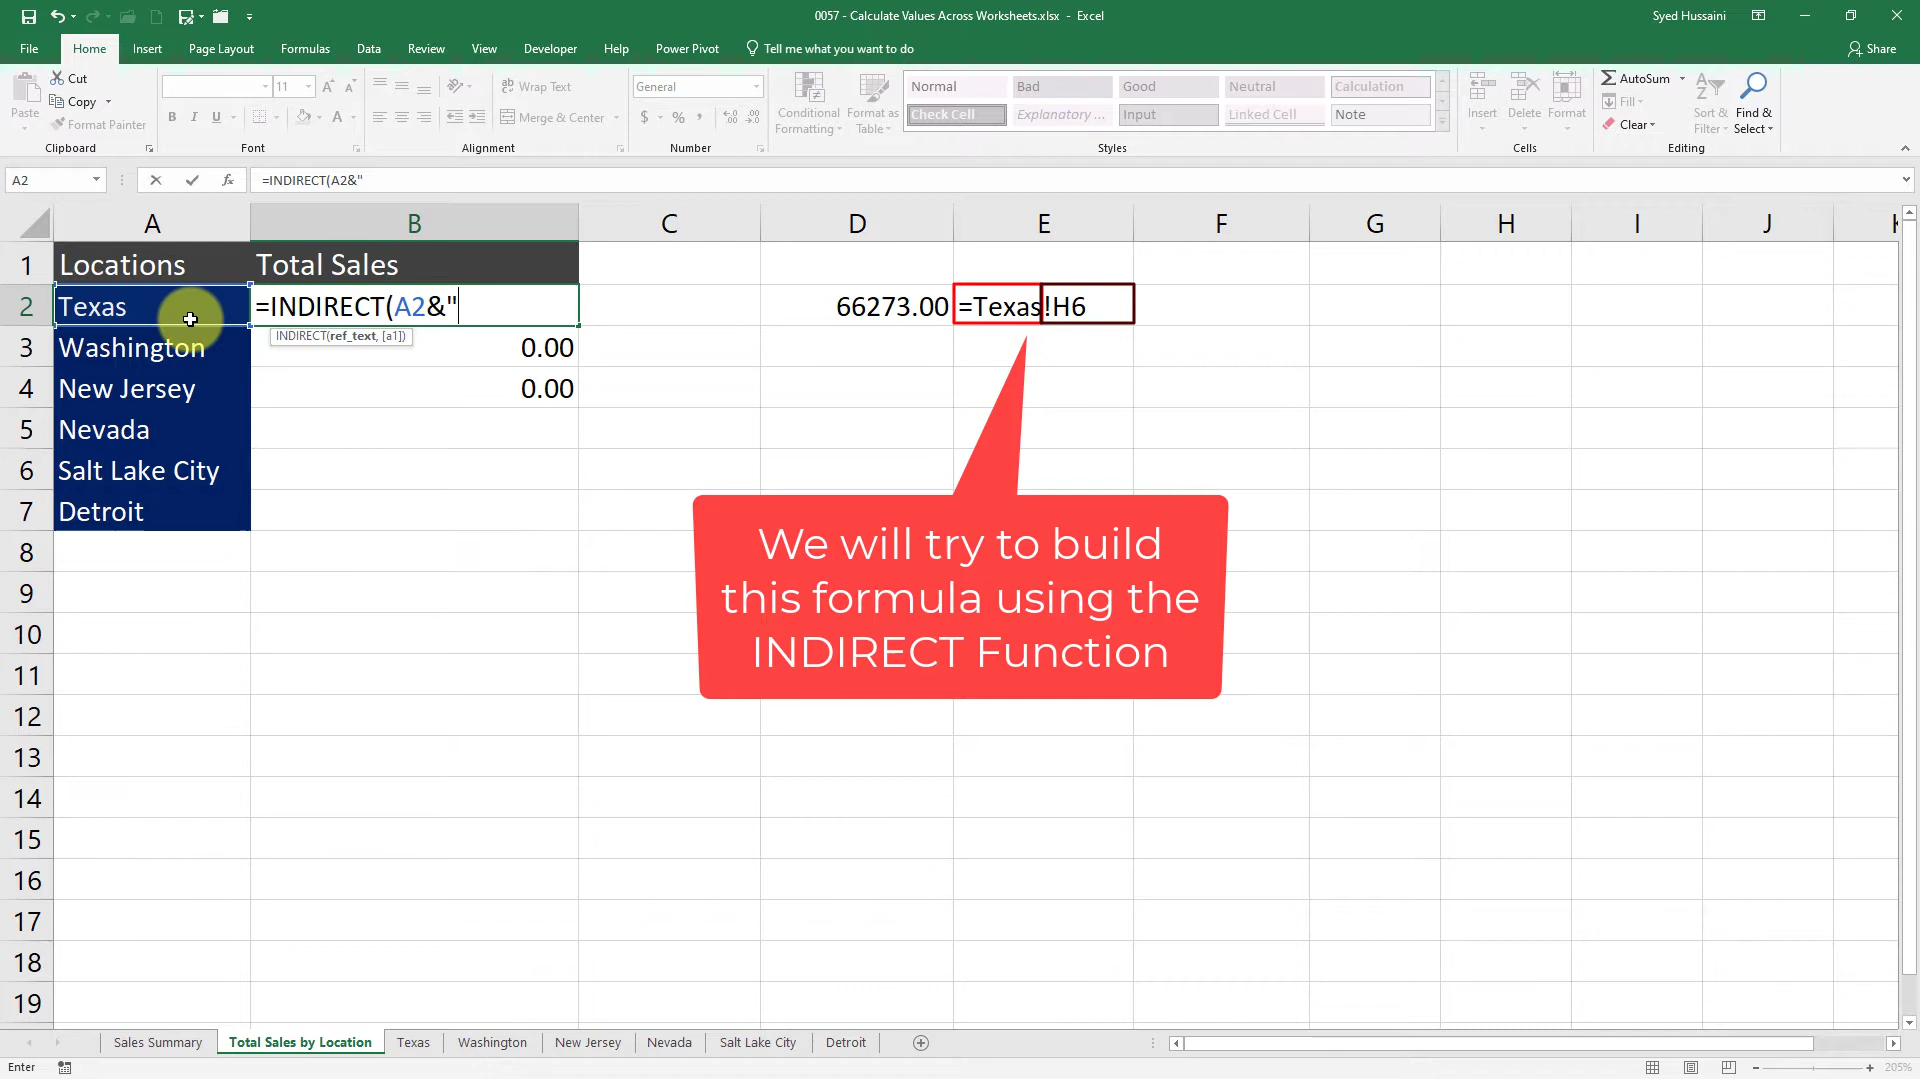 0057 - Calculate Values Across Worksheets.xlsx - Excel
Syed Hussaini
File Home Insert Page Layout Formulas Data Review View Developer Help Power Pivot Tell me what you want to do Share
Paste
Cut
Copy
Format Painter
Clipboard
11
B I U
Font
Wrap Text
Merge & Center
Alignment
General
$ % ,
Number
Conditional Formatting
Format as Table
Normal Bad Good Neutral Calculation
Check Cell Explanatory ... Input Linked Cell Note
Styles
Insert Delete Format
Cells
AutoSum
Fill
Clear
Sort & Filter
Find & Select
Editing
A2 fx =INDIRECT(A2&"
A B C D E F G H I J K
1 Locations Total Sales
2 Texas =INDIRECT(A2&" 66273.00 =Texas!H6
INDIRECT(ref_text, [a1])
3 Washington 0.00
4 New Jersey 0.00
5 Nevada
6 Salt Lake City
7 Detroit
We will try to build
this formula using the
INDIRECT Function
8
9
10
11
12
13
14
15
16
17
18
19
Sales Summary Total Sales by Location Texas Washington New Jersey Nevada Salt Lake City Detroit
Enter 205%